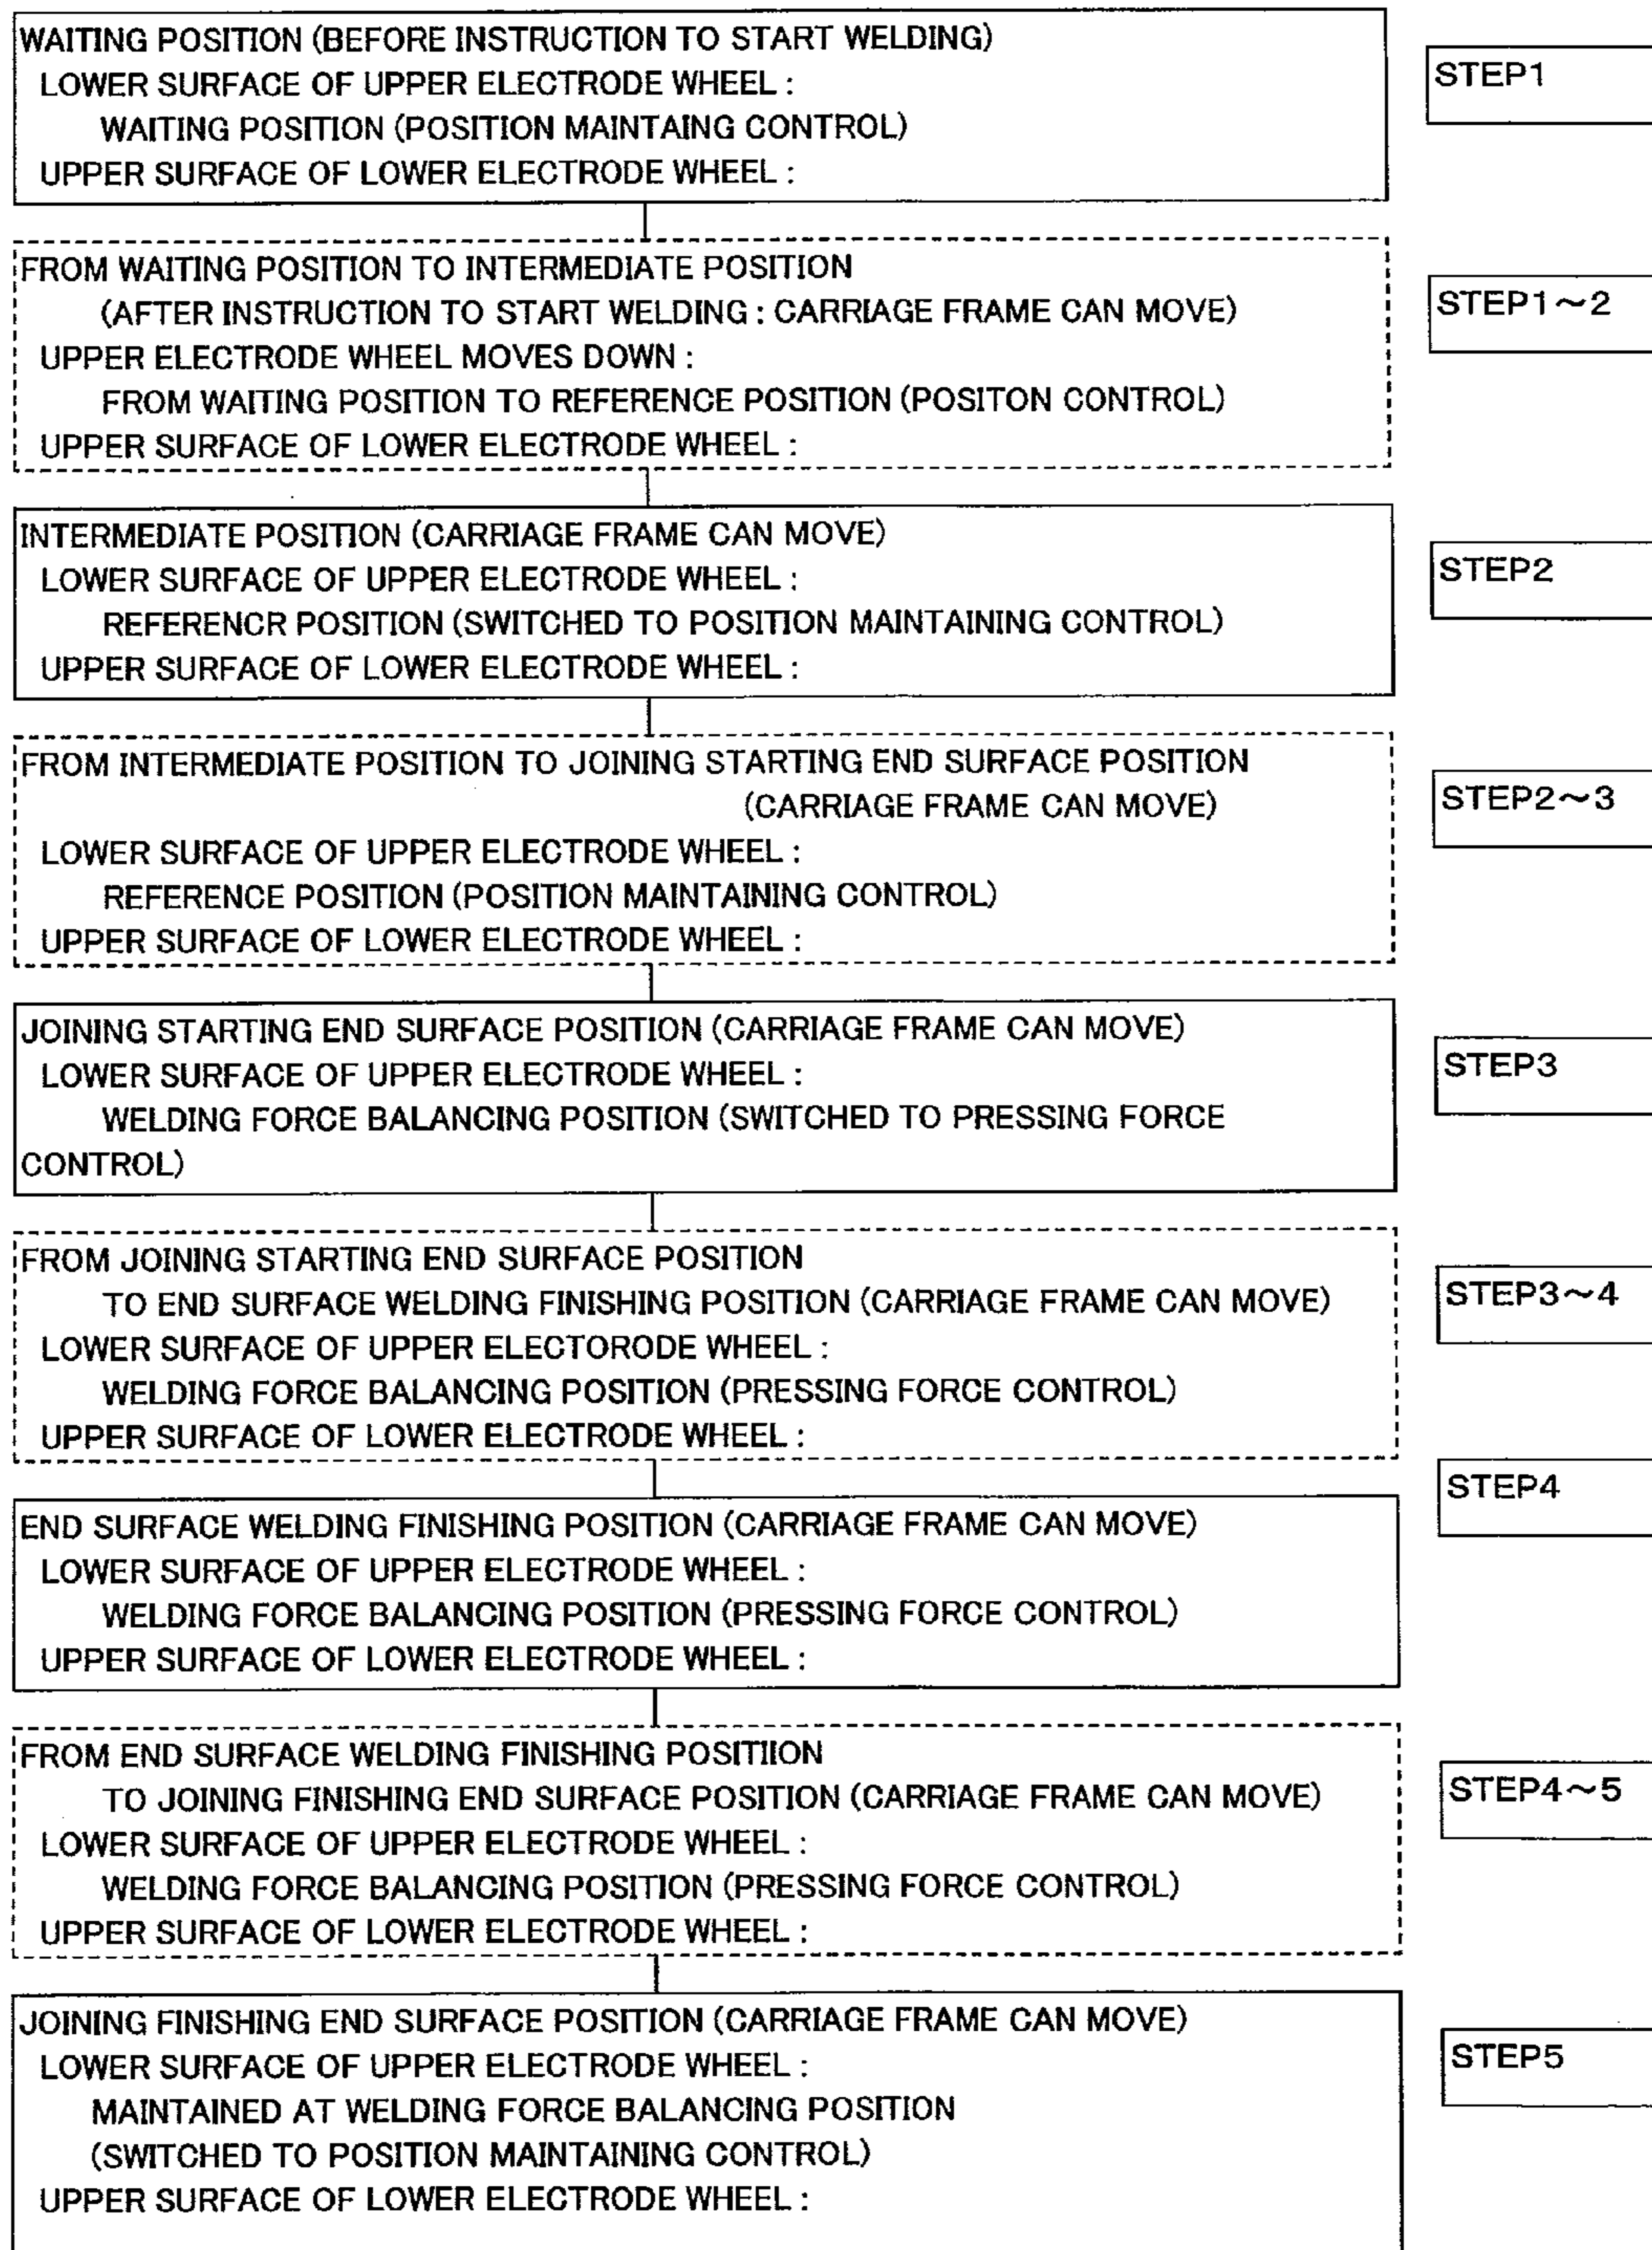 WAITING POSITION (BEFORE INSTRUCTION TO START WELDING)
LOWER SURFACE OF UPPER ELECTRODE WHEEL :
WAITING POSITION (POSITION MAINTAING CONTROL)
UPPER SURFACE OF LOWER ELECTRODE WHEEL :
STEP1
FROM WAITING POSITION TO INTERMEDIATE POSITION
(AFTER INSTRUCTION TO START WELDING : CARRIAGE FRAME CAN MOVE)
UPPER ELECTRODE WHEEL MOVES DOWN :
FROM WAITING POSITION TO REFERENCE POSITION (POSITON CONTROL)
UPPER SURFACE OF LOWER ELECTRODE WHEEL :
STEP1～2
INTERMEDIATE POSITION (CARRIAGE FRAME CAN MOVE)
LOWER SURFACE OF UPPER ELECTRODE WHEEL :
REFERENCR POSITION (SWITCHED TO POSITION MAINTAINING CONTROL)
UPPER SURFACE OF LOWER ELECTRODE WHEEL :
STEP2
FROM INTERMEDIATE POSITION TO JOINING STARTING END SURFACE POSITION
(CARRIAGE FRAME CAN MOVE)
LOWER SURFACE OF UPPER ELECTRODE WHEEL :
REFERENCE POSITION (POSITION MAINTAINING CONTROL)
UPPER SURFACE OF LOWER ELECTRODE WHEEL :
STEP2～3
JOINING STARTING END SURFACE POSITION (CARRIAGE FRAME CAN MOVE)
LOWER SURFACE OF UPPER ELECTRODE WHEEL :
WELDING FORCE BALANCING POSITION (SWITCHED TO PRESSING FORCE
CONTROL)
STEP3
FROM JOINING STARTING END SURFACE POSITION
TO END SURFACE WELDING FINISHING POSITION (CARRIAGE FRAME CAN MOVE)
LOWER SURFACE OF UPPER ELECTORODE WHEEL :
WELDING FORCE BALANCING POSITION (PRESSING FORCE CONTROL)
UPPER SURFACE OF LOWER ELECTRODE WHEEL :
STEP3～4
END SURFACE WELDING FINISHING POSITION (CARRIAGE FRAME CAN MOVE)
LOWER SURFACE OF UPPER ELECTRODE WHEEL :
WELDING FORCE BALANCING POSITION (PRESSING FORCE CONTROL)
UPPER SURFACE OF LOWER ELECTRODE WHEEL :
STEP4
FROM END SURFACE WELDING FINISHING POSITIION
TO JOINING FINISHING END SURFACE POSITION (CARRIAGE FRAME CAN MOVE)
LOWER SURFACE OF UPPER ELECTRODE WHEEL :
WELDING FORCE BALANCING POSITION (PRESSING FORCE CONTROL)
UPPER SURFACE OF LOWER ELECTRODE WHEEL :
STEP4～5
JOINING FINISHING END SURFACE POSITION (CARRIAGE FRAME CAN MOVE)
LOWER SURFACE OF UPPER ELECTRODE WHEEL :
MAINTAINED AT WELDING FORCE BALANCING POSITION
(SWITCHED TO POSITION MAINTAINING CONTROL)
UPPER SURFACE OF LOWER ELECTRODE WHEEL :
STEP5